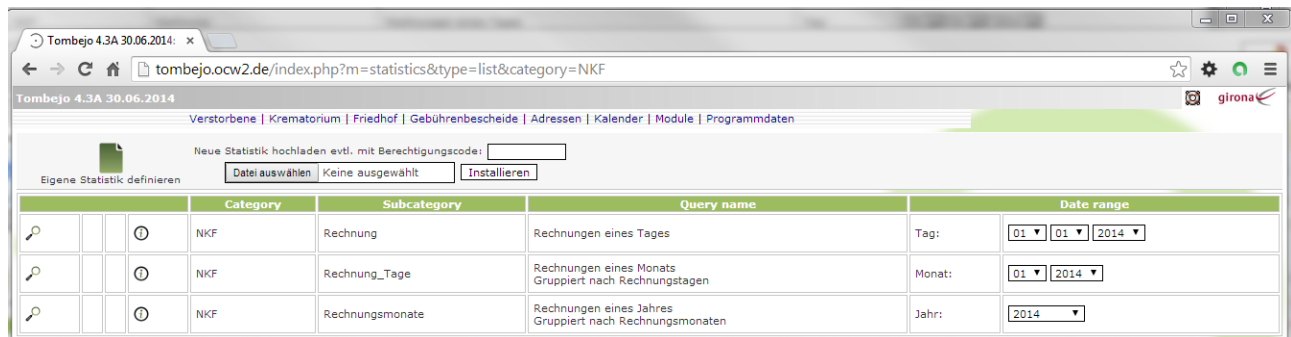 Tombejo 4.3A 30.06.2014: ×
tombejo.ocw2.de/index.php?m=statistics&type=list&category=NKF
Tombejo 4.3A 30.06.2014
girona
Verstorbene | Krematorium | Friedhof | Gebührenbescheide | Adressen | Kalender | Module | Programmdaten
Neue Statistik hochladen evtl. mit Berechtigungscode:
Eigene Statistik definieren
Datei auswählen Keine ausgewählt Installieren
Category Subcategory Query name Date range
NKF Rechnung Rechnungen eines Tages Tag: 01 01 2014
NKF Rechnung_Tage Rechnungen eines Monats
Gruppiert nach Rechnungstagen Monat: 01 2014
NKF Rechnungsmonate Rechnungen eines Jahres
Gruppiert nach Rechnungsmonaten Jahr: 2014